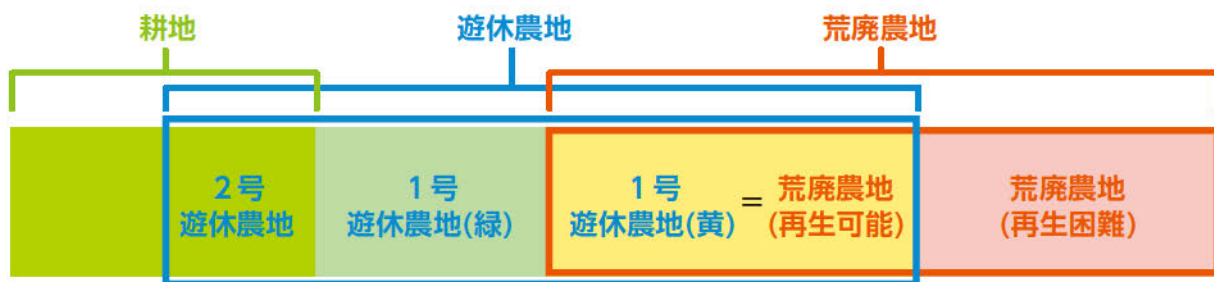 耕地
遊休農地
荒廃農地
2号
遊休農地
1号
遊休農地(緑)
1号
遊休農地(黄)
=
荒廃農地
(再生可能)
荒廃農地
(再生困難)